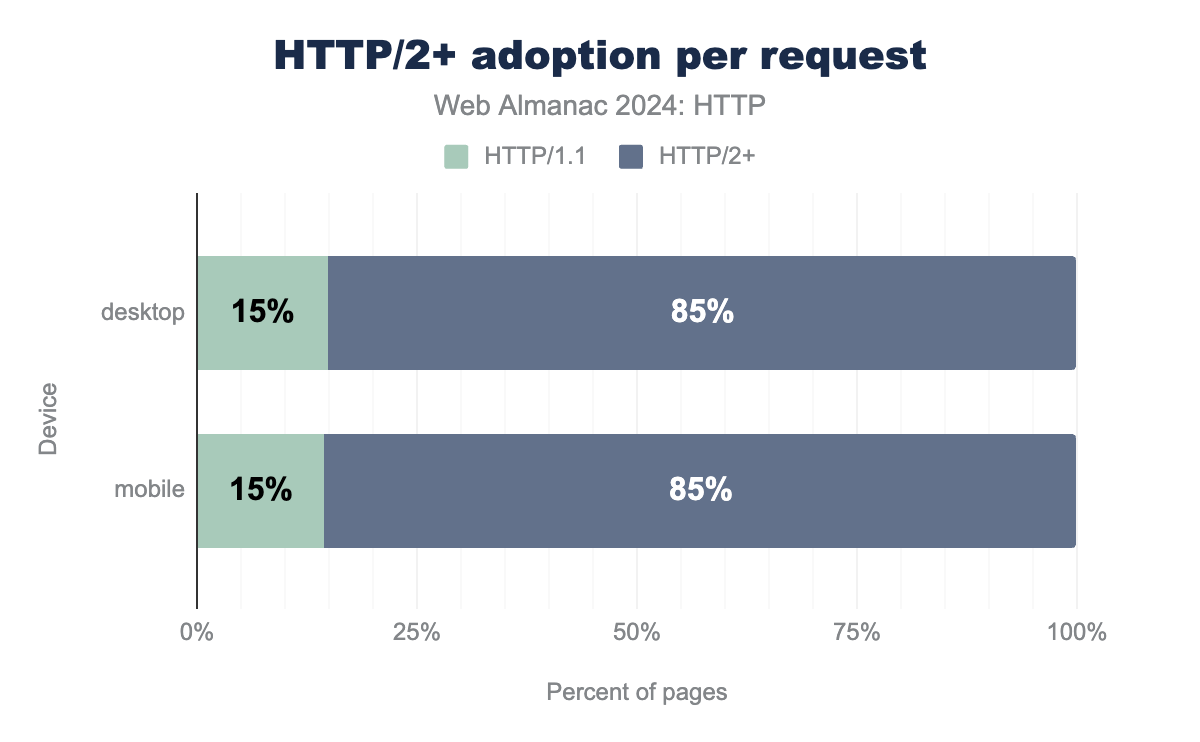 HTTP/2+ adoption per request
Web Almanac 2024: HTTP
HTTP/1.1 HTTP/2+
desktop 15% 85%
mobile 15% 85%
Device
0% 25% 50% 75% 100%
Percent of pages